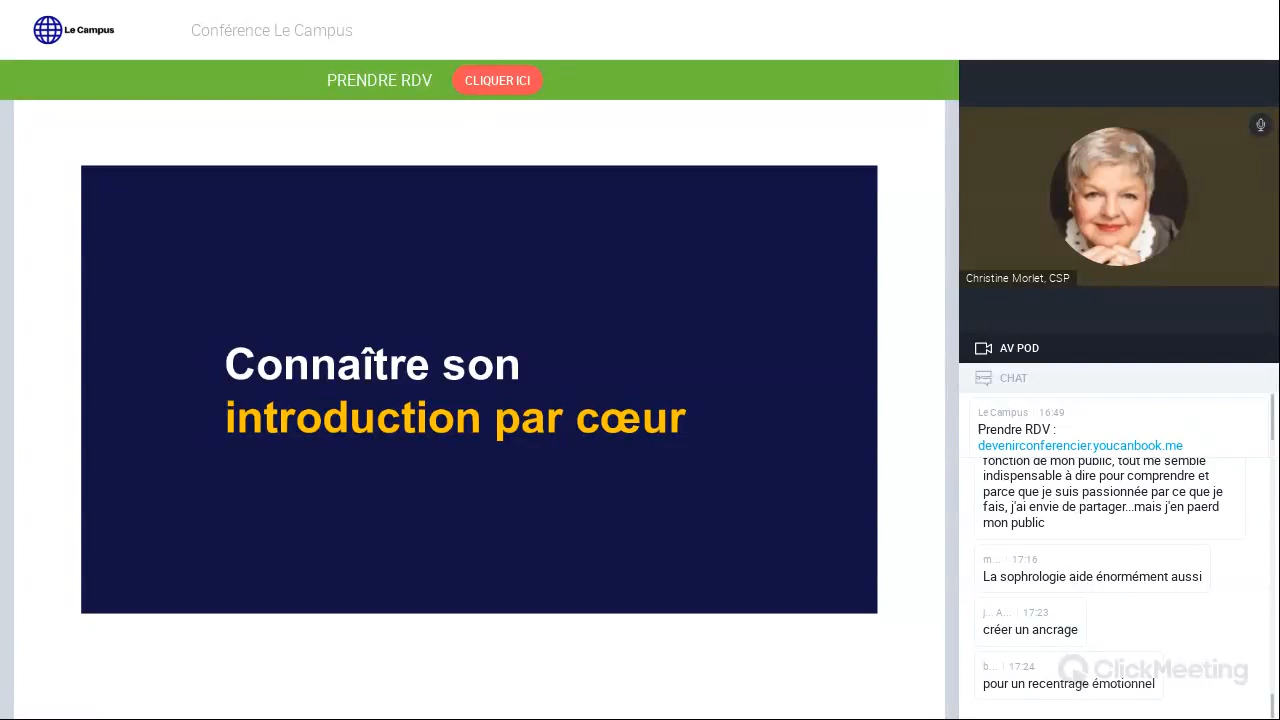 Le Campus
Conférence Le Campus
PRENDRE RDV
CLIQUER ICI
Connaître son
introduction par cœur
Christine Morlet, CSP
AV POD
CHAT
Le Campus 16:49
Prendre RDV :
devenirconferencier.youcanbook.me
fonction de mon public, tout me semble
indispensable à dire pour comprendre et
parce que je suis passionnée par ce que je
fais, j'ai envie de partager...mais j'en paerd
mon public
m... 17:16
La sophrologie aide énormément aussi
j... A... 17:23
créer un ancrage
b... 17:24
pour un recentrage émotionnel
ClickMeeting